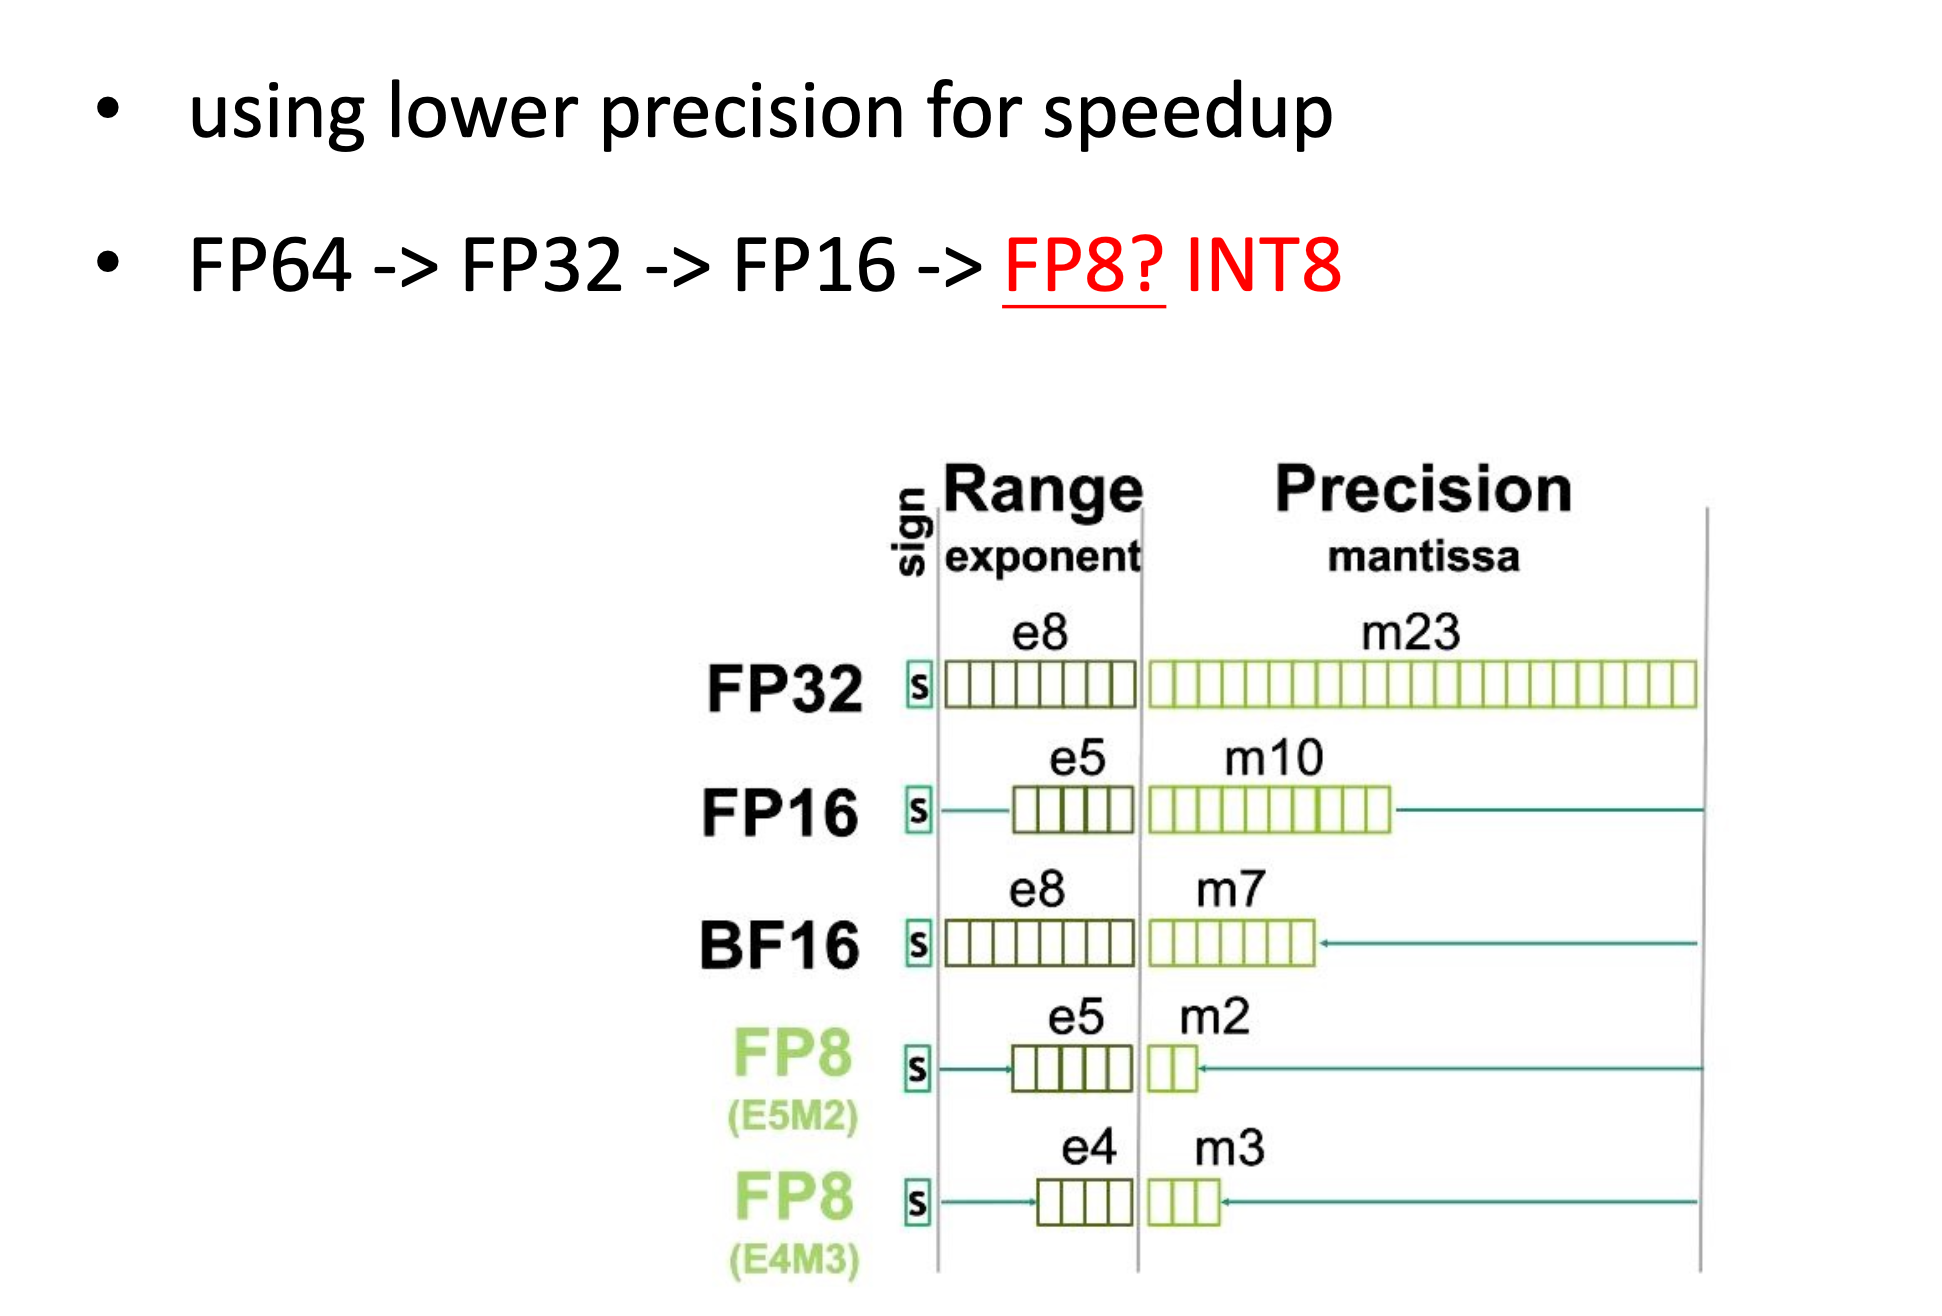 • using lower precision for speedup
• FP64 -> FP32 -> FP16 -> FP8? INT8
sign Range Precision
exponent mantissa
e8 m23
FP32 S
e5 m10
FP16 S
e8 m7
BF16 S
e5 m2
FP8 S
(E5M2)
e4 m3
FP8 S
(E4M3)